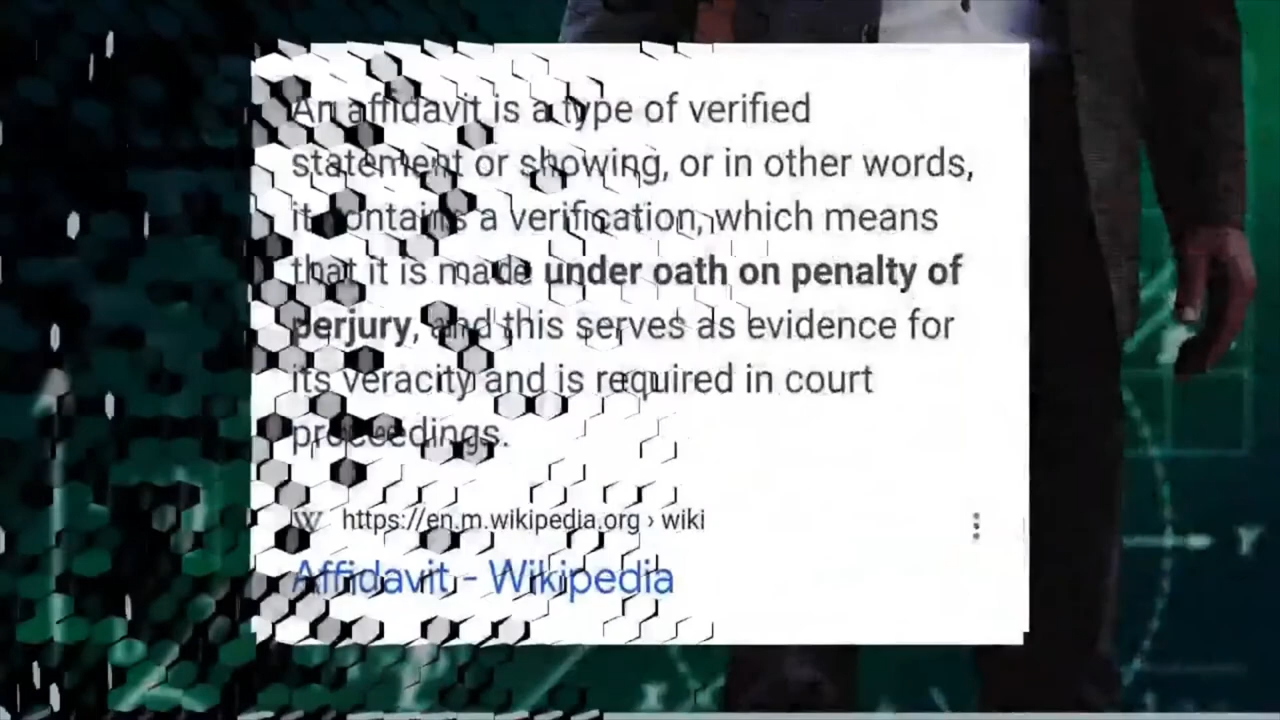 An affidavit is a type of verified
statement or showing, or in other words,
it contains a verification, which means
that it is made under oath on penalty of
perjury, and this serves as evidence for
its veracity and is required in court
proceedings.
W https://en.m.wikipedia.org › wiki
Affidavit - Wikipedia